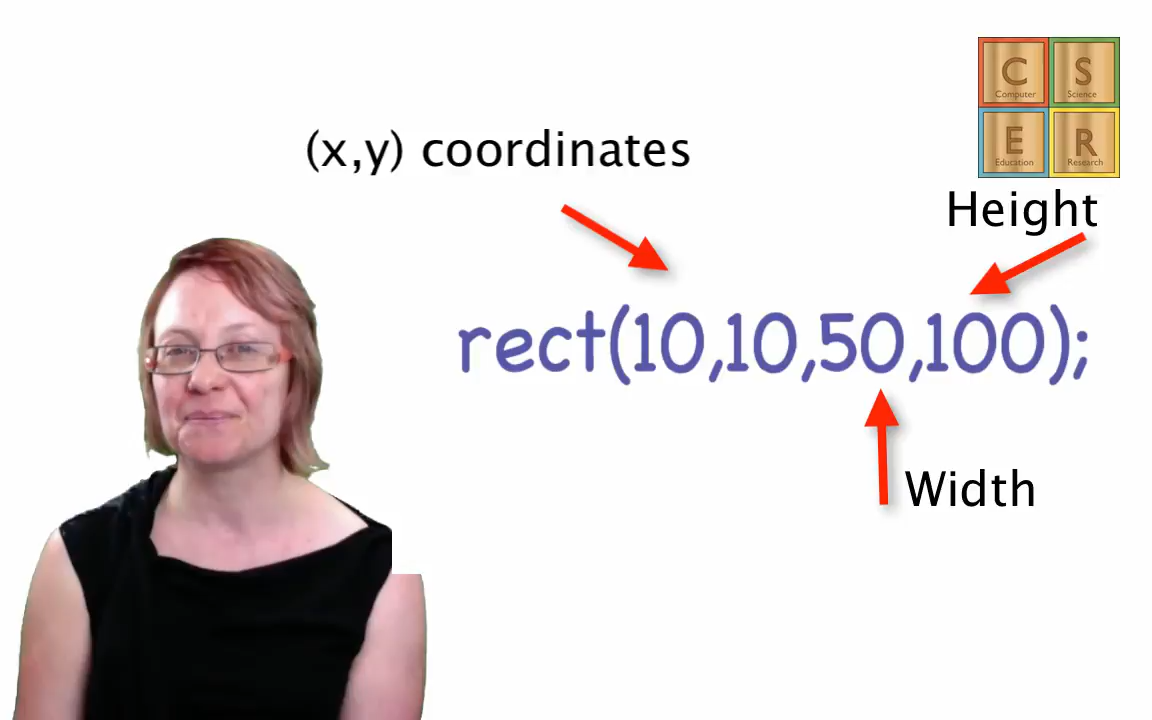 C S
Computer Science
E R
Education Research
(x,y) coordinates
Height
rect(10,10,50,100);
Width